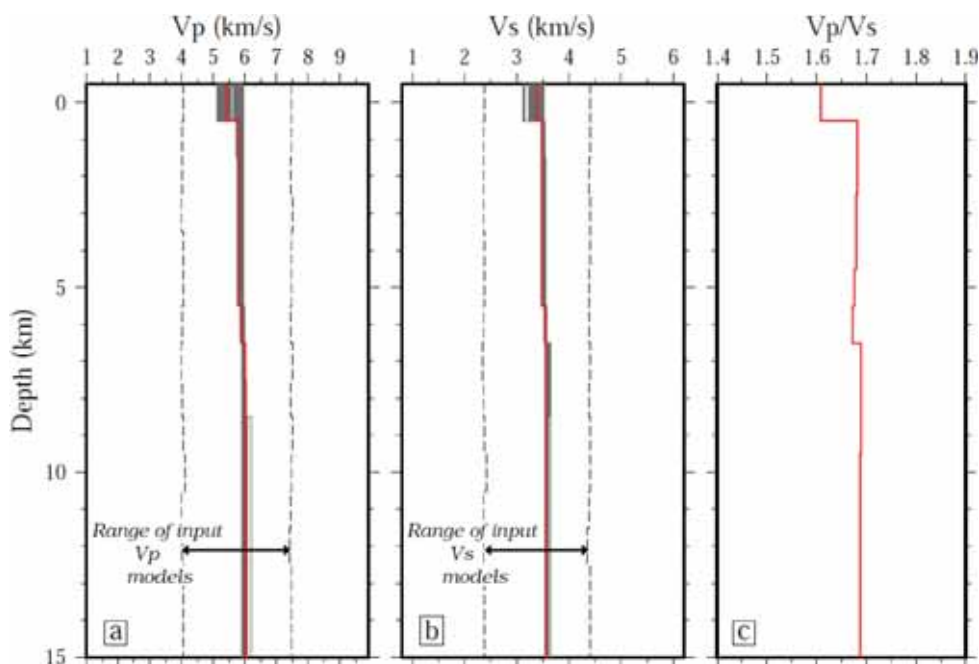 Vp (km/s)
1 2 3 4 5 6 7 8 9
Vs (km/s)
2 3 4 5 6
Vp/Vs
1.4 1.5 1.6 1.7 1.8 1.9
Depth (km)
0
5
10
15
Range of input
Vp
models
a
Range of input
Vs
models
b
c